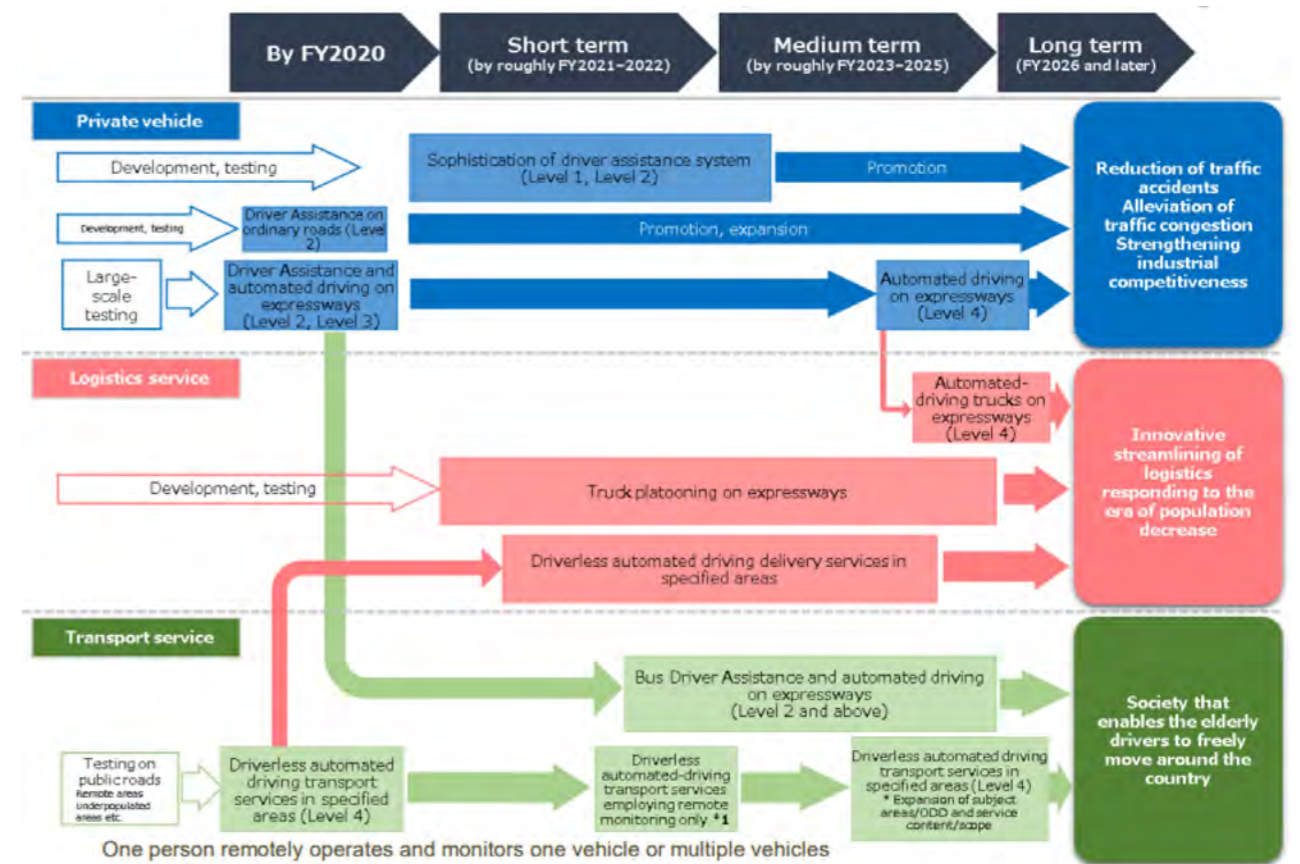 By FY2020
Short term
(by roughly FY2021–2022)
Medium term
(by roughly FY2023–2025)
Long term
(FY2026 and later)
Private vehicle
Development, testing
Sophistication of driver assistance system
(Level 1, Level 2)
Promotion
Development, testing
Driver Assistance on
ordinary roads (Level
2)
Promotion, expansion
Large-
scale
testing
Driver Assistance and
automated driving on
expressways
(Level 2, Level 3)
Automated driving
on expressways
(Level 4)
Reduction of traffic
accidents
Alleviation of
traffic congestion
Strengthening
industrial
competitiveness
Logistics service
Automated-
driving trucks on
expressways
(Level 4)
Development, testing
Truck platooning on expressways
Driverless automated driving delivery services in
specified areas
Innovative
streamlining of
logistics
responding to the
era of population
decrease
Transport service
Bus Driver Assistance and automated driving
on expressways
(Level 2 and above)
Testing on
public roads
Remote areas
Underpopulated
areas etc.
Driverless automated
driving transport
services in specified
areas (Level 4)
Driverless
automated-driving
transport services
employing remote
monitoring only *1
Driverless automated driving
transport services in
specified areas (Level 4)
* Expansion of subject
areas/ODD and service
content/scope
Society that
enables the elderly
drivers to freely
move around the
country
One person remotely operates and monitors one vehicle or multiple vehicles